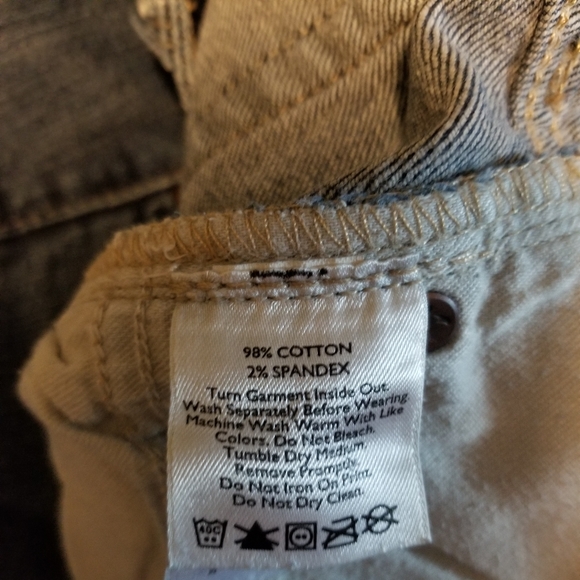 98% COTTON
2% SPANDEX
Turn Garment Inside Out.
Wash Separately Before Wearing.
Machine Wash Warm With Like
Colors. Do Not Bleach.
Tumble Dry Medium.
Remove Promptly.
Do Not Iron On Print.
Do Not Dry Clean.
40C